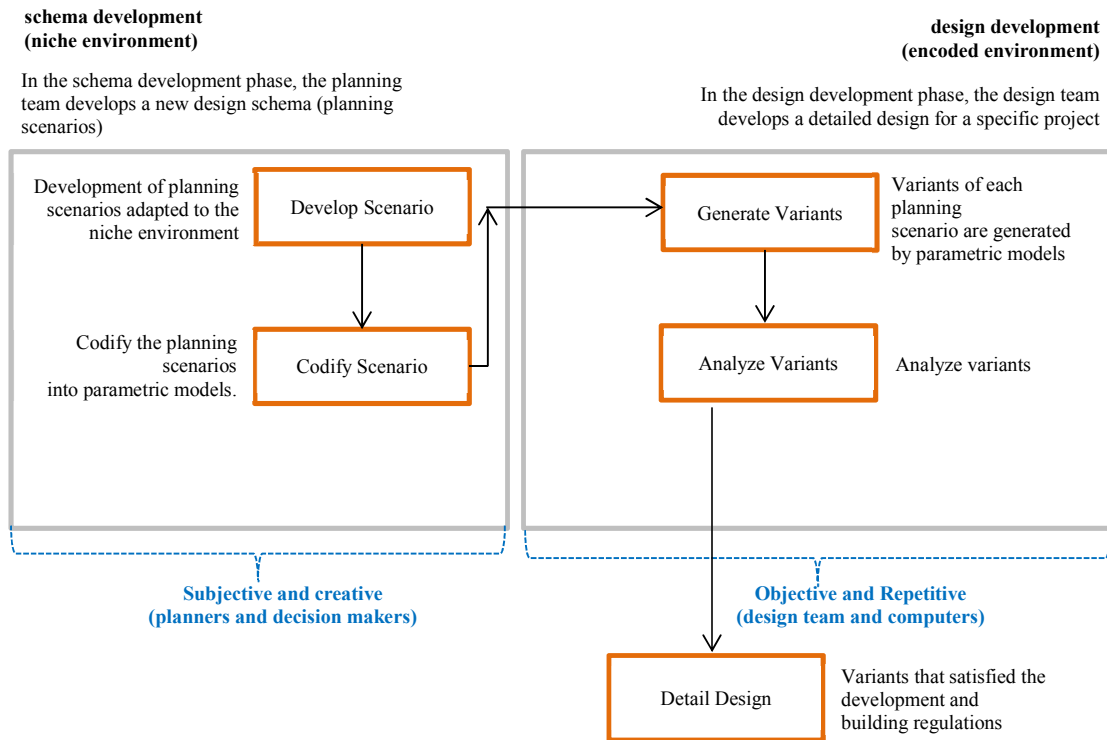 schema development
(niche environment)
In the schema development phase, the planning
team develops a new design schema (planning
scenarios)
design development
(encoded environment)
In the design development phase, the design team
develops a detailed design for a specific project
Development of planning
scenarios adapted to the
niche environment
Develop Scenario
Codify the planning
scenarios
into parametric models.
Codify Scenario
Generate Variants
Variants of each
planning
scenario are generated
by parametric models
Analyze Variants
Analyze variants
Subjective and creative
(planners and decision makers)
Objective and Repetitive
(design team and computers)
Detail Design
Variants that satisfied the
development and
building regulations